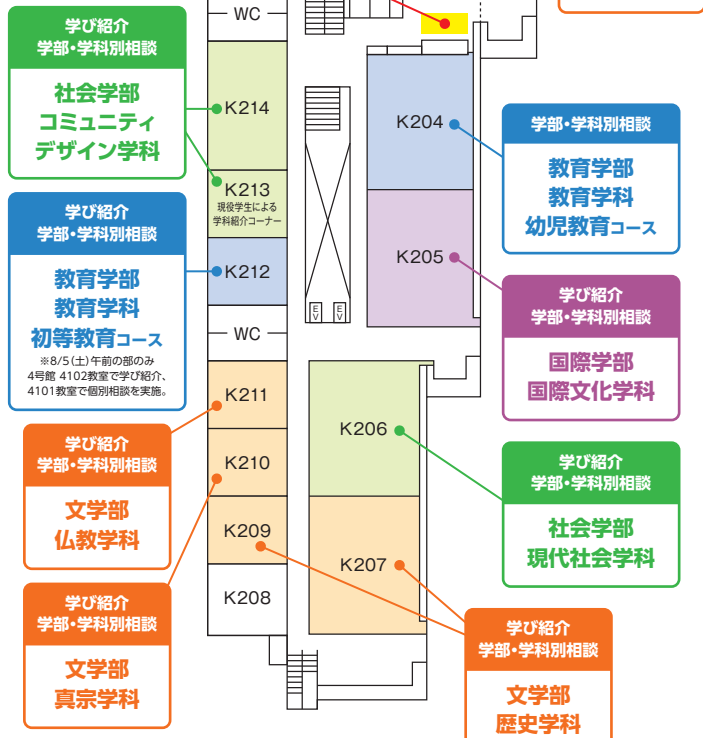 学び紹介
学部・学科別相談
社会学部
コミュニティ
デザイン学科
学び紹介
学部・学科別相談
教育学部
教育学科
初等教育コース
※8/5(土)午前の部のみ
4号館 4102教室で学び紹介、
4101教室で個別相談を実施。
学び紹介
学部・学科別相談
文学部
仏教学科
学び紹介
学部・学科別相談
文学部
真宗学科
WC
K214
K213
現役学生による
学科紹介コーナー
K212
WC
K211
K210
K209
K208
EV
EV
K204
K205
K206
K207
学部・学科別相談
教育学部
教育学科
幼児教育コース
学び紹介
学部・学科別相談
国際学部
国際文化学科
学び紹介
学部・学科別相談
社会学部
現代社会学科
学び紹介
学部・学科別相談
文学部
歴史学科